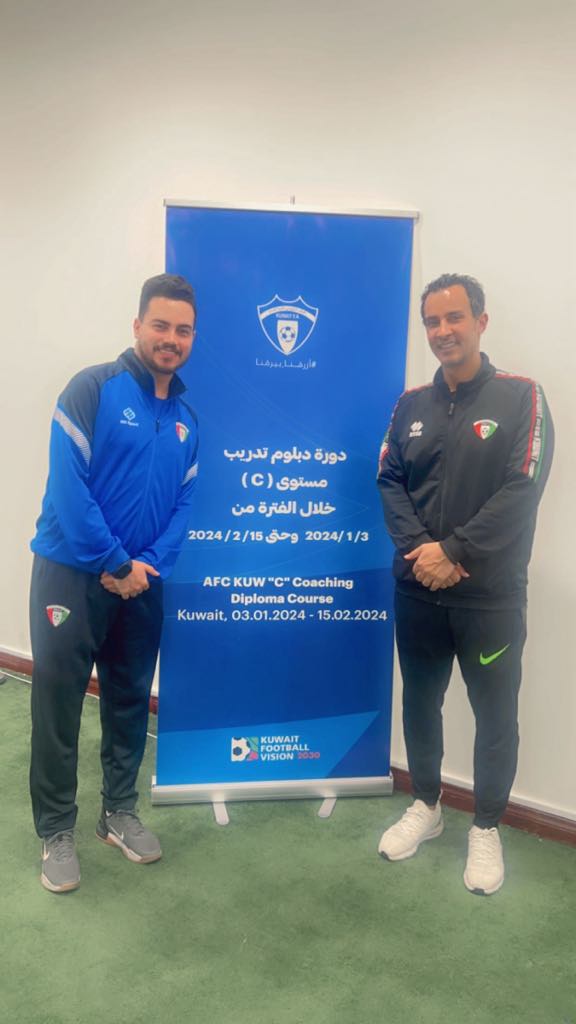 KUWAIT F.A
#أزرقنا_بيرقنا
دورة دبلوم تدريب
مستوى ( C )
خلال الفترة من
2024/1/3 وحتى 2024/2/15
AFC KUW "C" Coaching
Diploma Course
Kuwait, 03.01.2024 - 15.02.2024
KUWAIT
FOOTBALL
VISION 2030